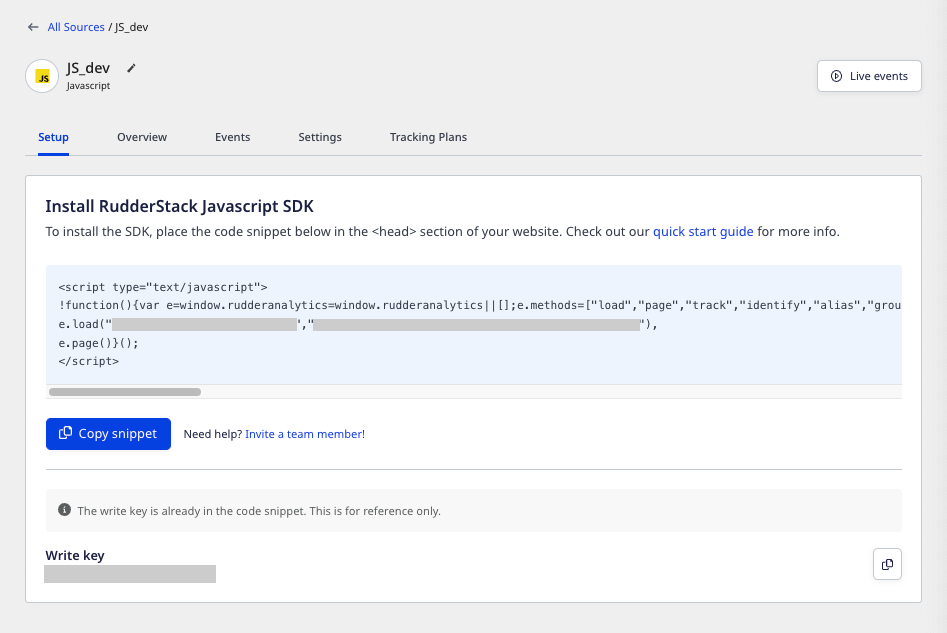 ← All Sources / JS_dev
JS
JS_dev
Javascript
Live events
Setup Overview Events Settings Tracking Plans
Install RudderStack Javascript SDK
To install the SDK, place the code snippet below in the <head> section of your website. Check out our quick start guide for more info.
<script type="text/javascript">
!function(){var e=window.rudderanalytics=window.rudderanalytics||[];e.methods=["load","page","track","identify","alias","grou
e.load("",""),
e.page()}();
</script>
Copy snippet
Need help? Invite a team member!
The write key is already in the code snippet. This is for reference only.
Write key